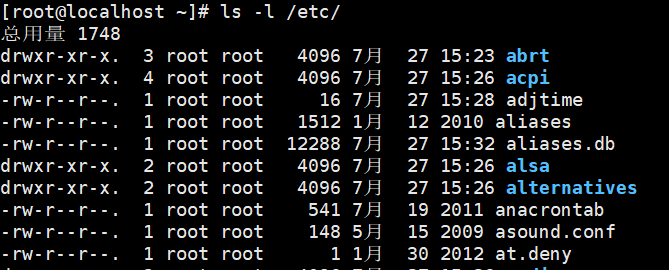 [root@localhost ~]# ls -l /etc/
总用量 1748
drwxr-xr-x. 3 root root 4096 7月 27 15:23 abrt
drwxr-xr-x. 4 root root 4096 7月 27 15:26 acpi
-rw-r--r--. 1 root root 16 7月 27 15:28 adjtime
-rw-r--r--. 1 root root 1512 1月 12 2010 aliases
-rw-r--r--. 1 root root 12288 7月 27 15:32 aliases.db
drwxr-xr-x. 2 root root 4096 7月 27 15:26 alsa
drwxr-xr-x. 2 root root 4096 7月 27 15:26 alternatives
-rw-r--r--. 1 root root 541 7月 19 2011 anacrontab
-rw-r--r--. 1 root root 148 5月 15 2009 asound.conf
-rw-r--r--. 1 root root 1 1月 30 2012 at.deny